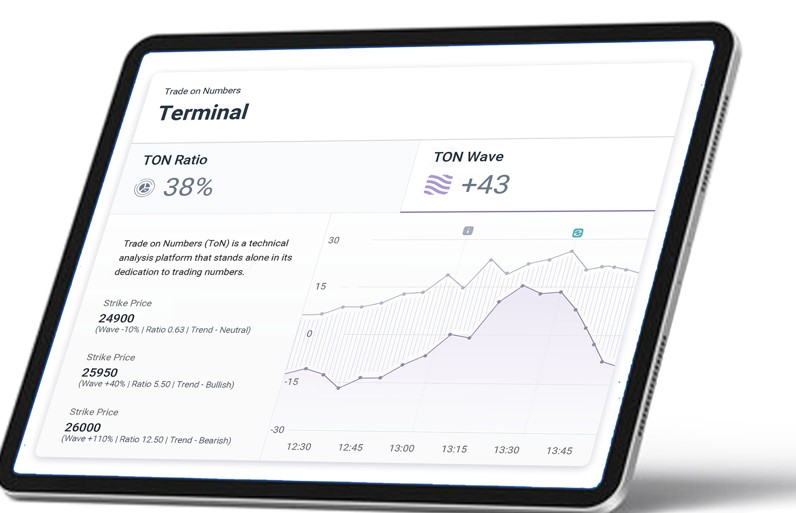 Trade on Numbers
Terminal
TON Ratio
38%
TON Wave
+43
Trade on Numbers (ToN) is a technical
analysis platform that stands alone in its
dedication to trading numbers.
Strike Price
24900
(Wave -10% | Ratio 0.63 | Trend - Neutral)
Strike Price
25950
(Wave +40% | Ratio 5.50 | Trend - Bullish)
Strike Price
26000
(Wave +110% | Ratio 12.50 | Trend - Bearish)
30
15
0
-15
-30
12:30 12:45 13:00 13:15 13:30 13:45